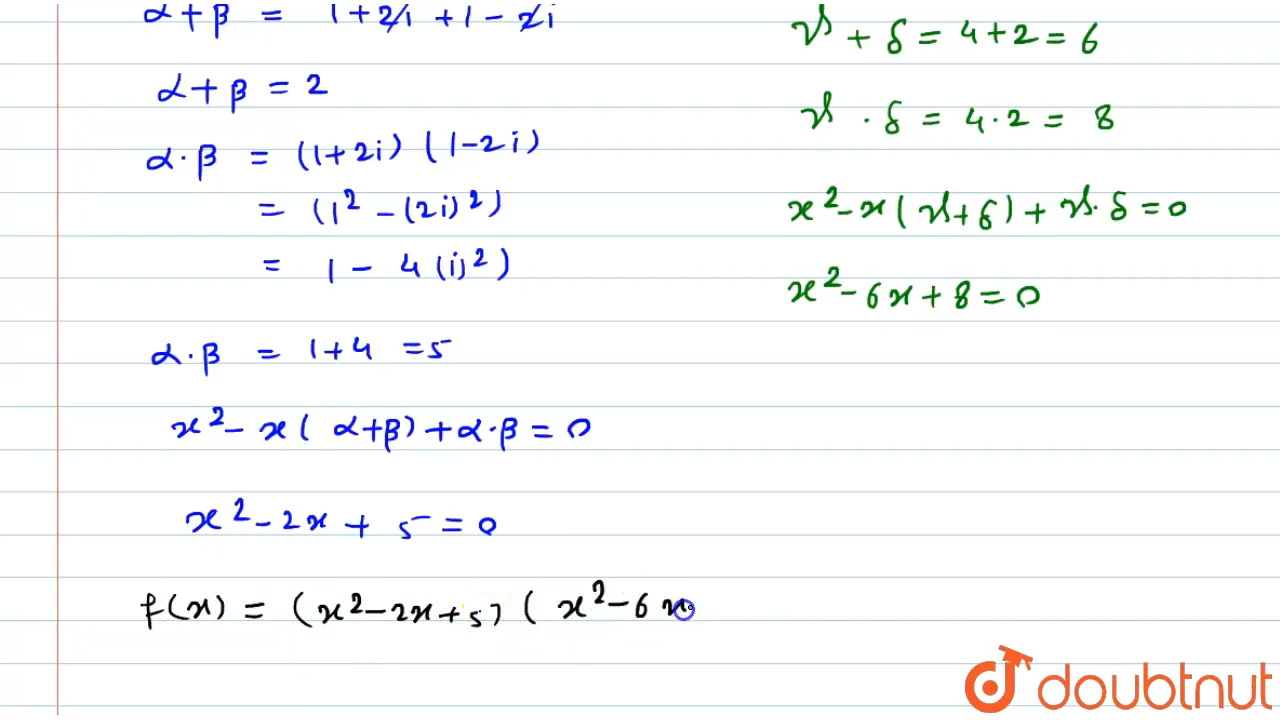 α+β = 1+2i +1-2i
α+β = 2
α·β = (1+2i) (1-2i)
= (1² - (2i)²)
= 1 - 4(i)²)
α·β = 1+4 =5
x² - x( α+β) + α·β = 0
x² - 2x + 5 = 0
f(x) = (x²-2x+5) ( x² - 6x
γ + δ = 4+2 = 6
γ · δ = 4·2 = 8
x² - x( γ+δ) + γ·δ = 0
x² - 6x + 8 = 0
doubtnut